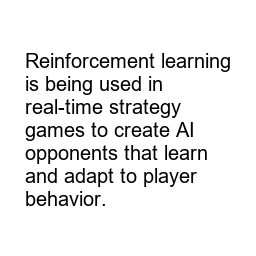 Reinforcement learning
is being used in
real-time strategy
games to create AI
opponents that learn
and adapt to player
behavior.